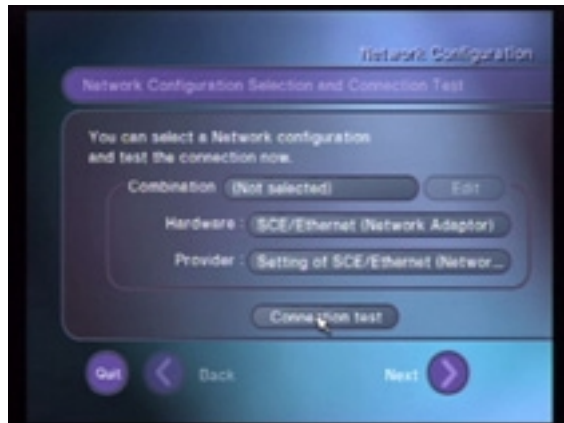 Network Configuration
Network Configuration Selection and Connection Test
You can select a Network configuration
and test the connection now.
Combination (Not selected) Edit
Hardware : SCE/Ethernet (Network Adaptor)
Provider : Setting of SCE/Ethernet (Networ...
Connection test
Quit Back Next